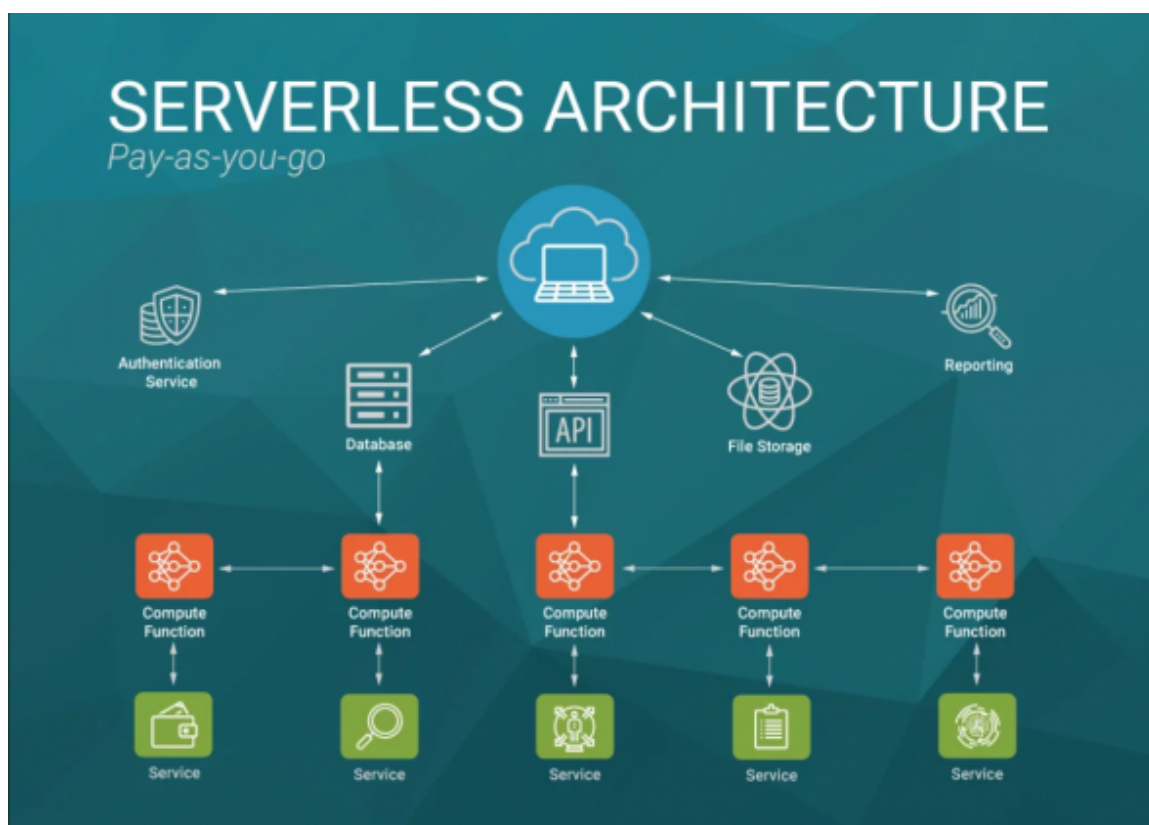 SERVERLESS ARCHITECTURE
Pay-as-you-go
Authentication
Service
Reporting
Database
API
File Storage
Compute
Function
Compute
Function
Compute
Function
Compute
Function
Compute
Function
Service
Service
Service
Service
Service